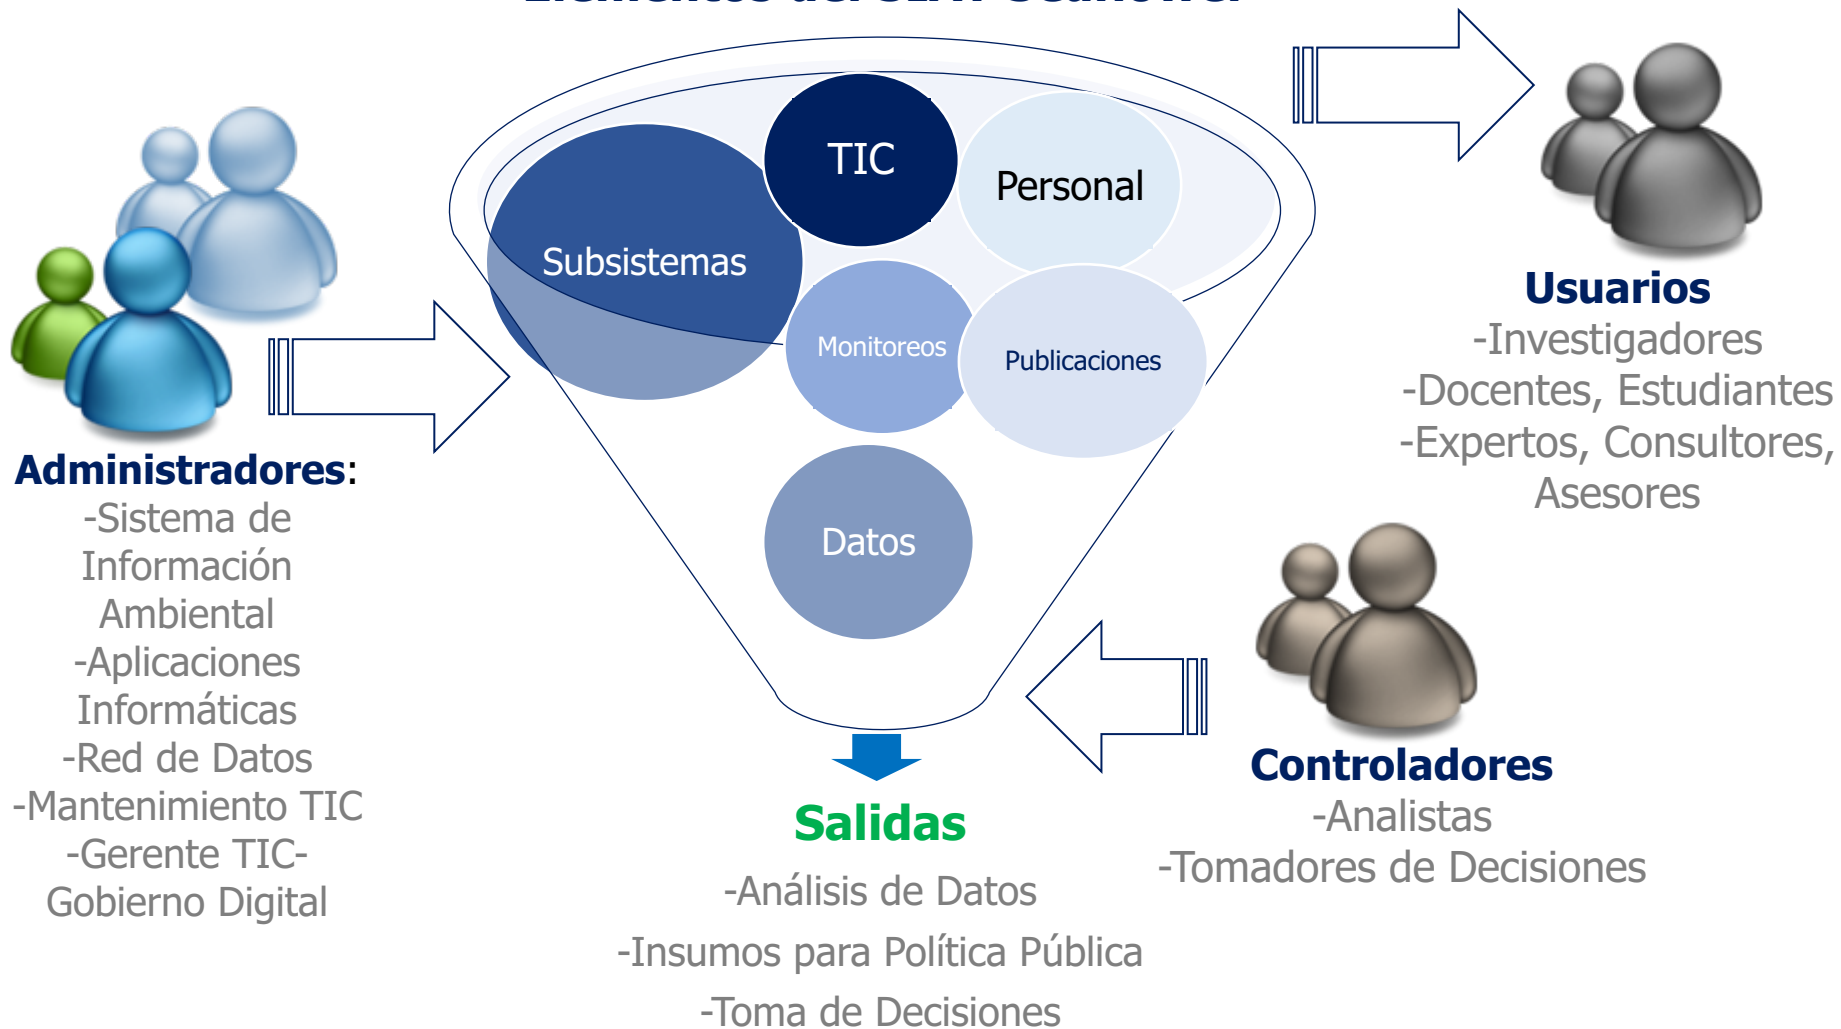 Elementos del
TIC
Personal
Subsistemas
Monitoreos
Publicaciones
Datos
Administradores:
-Sistema de
Información
Ambiental
-Aplicaciones
Informáticas
-Red de Datos
-Mantenimiento TIC
-Gerente TIC-
Gobierno Digital
Usuarios
-Investigadores
-Docentes, Estudiantes
-Expertos, Consultores,
Asesores
Controladores
-Analistas
-Tomadores de Decisiones
Salidas
-Análisis de Datos
-Insumos para Política Pública
-Toma de Decisiones